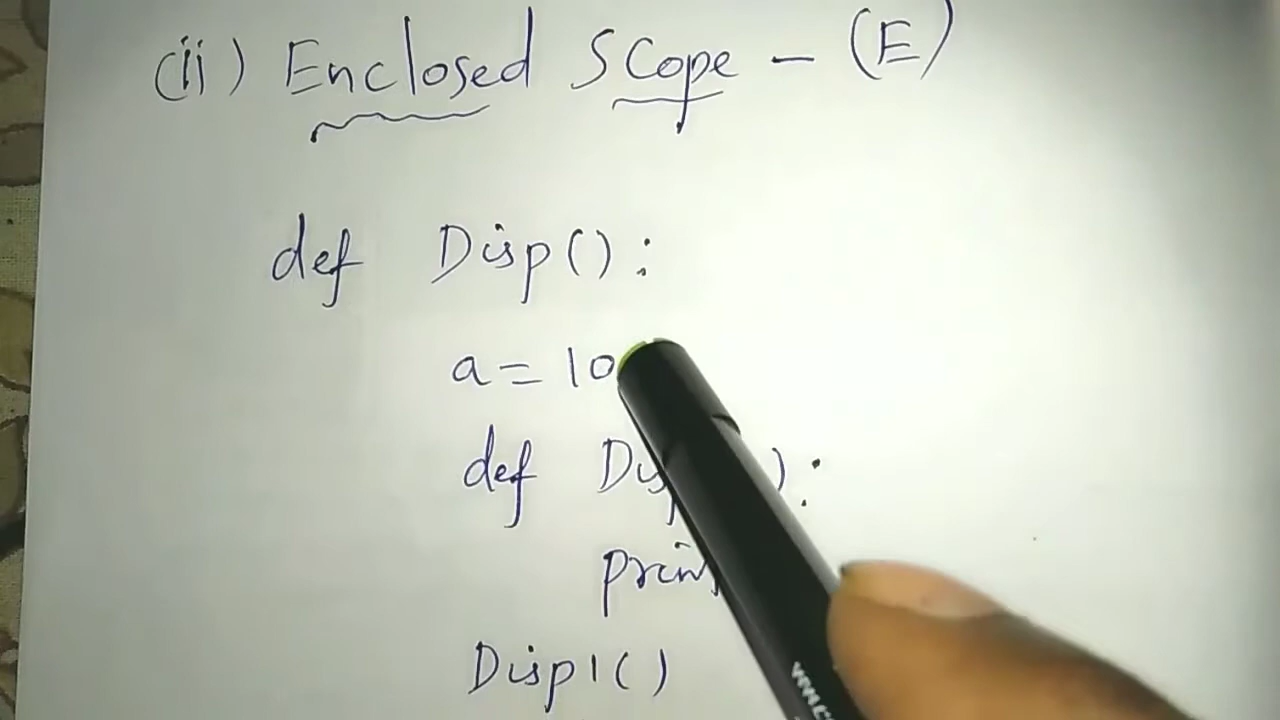 (ii) Enclosed Scope - (E)
def Disp():
a = 10
def ):
Disp1()